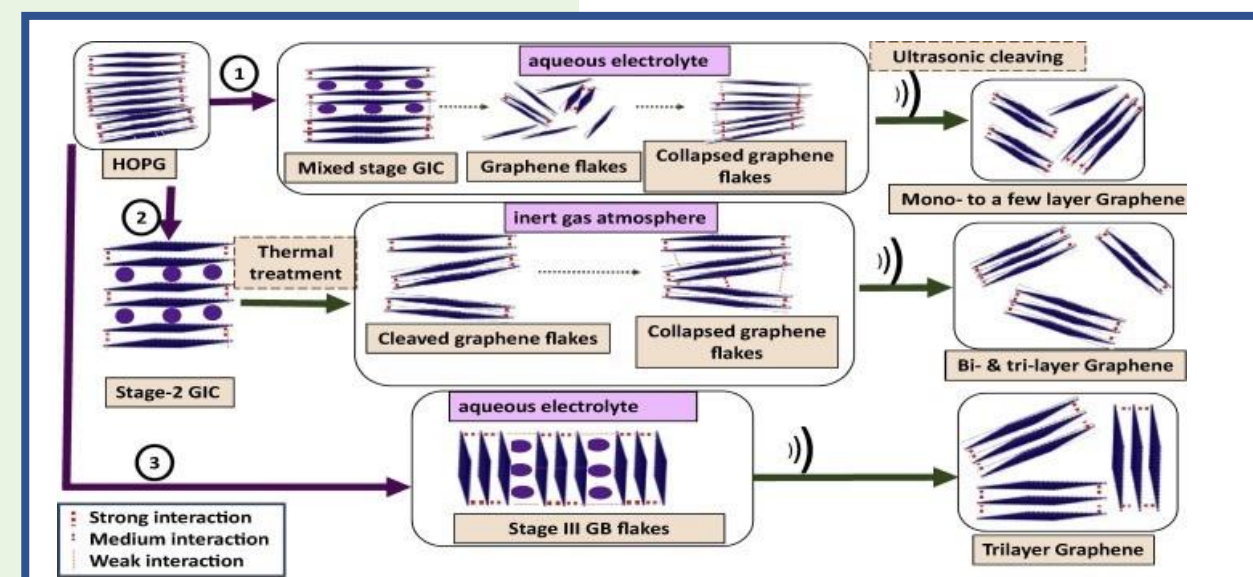 aqueous electrolyte
Ultrasonic cleaving
1
HOPG
Mixed stage GIC
Graphene flakes
Collapsed graphene
flakes
Mono- to a few layer Graphene
2
inert gas atmosphere
Thermal
treatment
Cleaved graphene flakes
Collapsed graphene
flakes
Bi- & tri-layer Graphene
Stage-2 GIC
aqueous electrolyte
3
Stage III GB flakes
Trilayer Graphene
Strong interaction
Medium interaction
Weak interaction